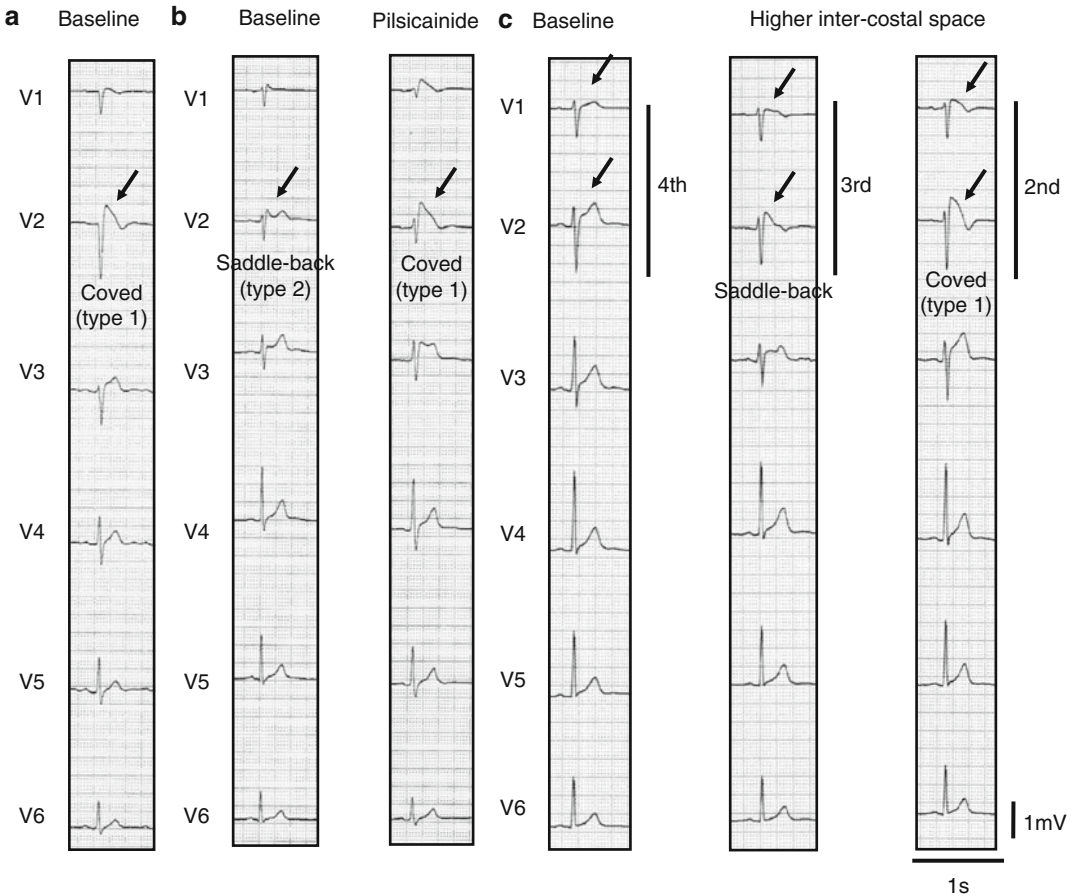 a Baseline b Baseline Pilsicainide c Baseline Higher inter-costal space
V1 V1 V1
4th 3rd 2nd
V2 V2 V2
Coved
(type 1)
Saddle-back
(type 2)
Coved
(type 1)
Saddle-back
Coved
(type 1)
V3 V3 V3
V4 V4 V4
V5 V5 V5
V6 V6 V6
1mV
1s